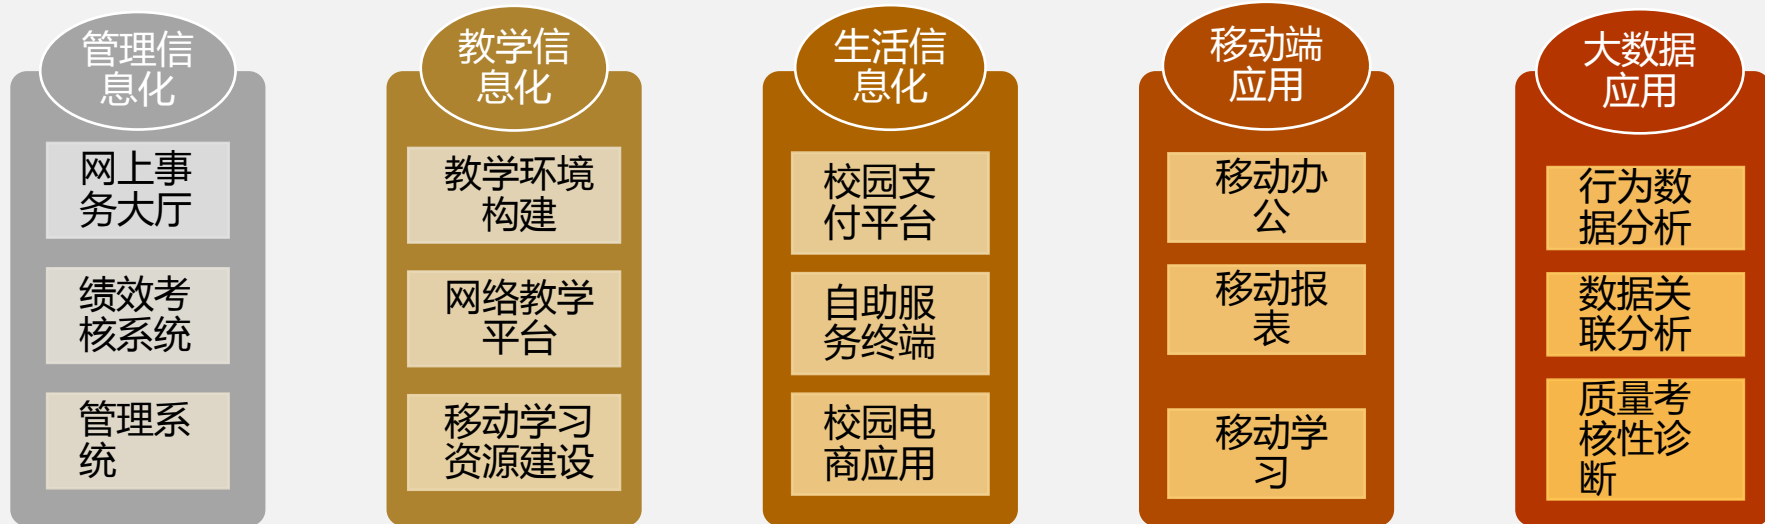 管理信
息化
网上事
务大厅
绩效考
核系统
管理系
统
教学信
息化
教学环境
构建
网络教学
平台
移动学习
资源建设
生活信
息化
校园支
付平台
自助服
务终端
校园电
商应用
移动端
应用
移动办
公
移动报
表
移动学
习
大数据
应用
行为数
据分析
数据关
联分析
质量考
核性诊
断